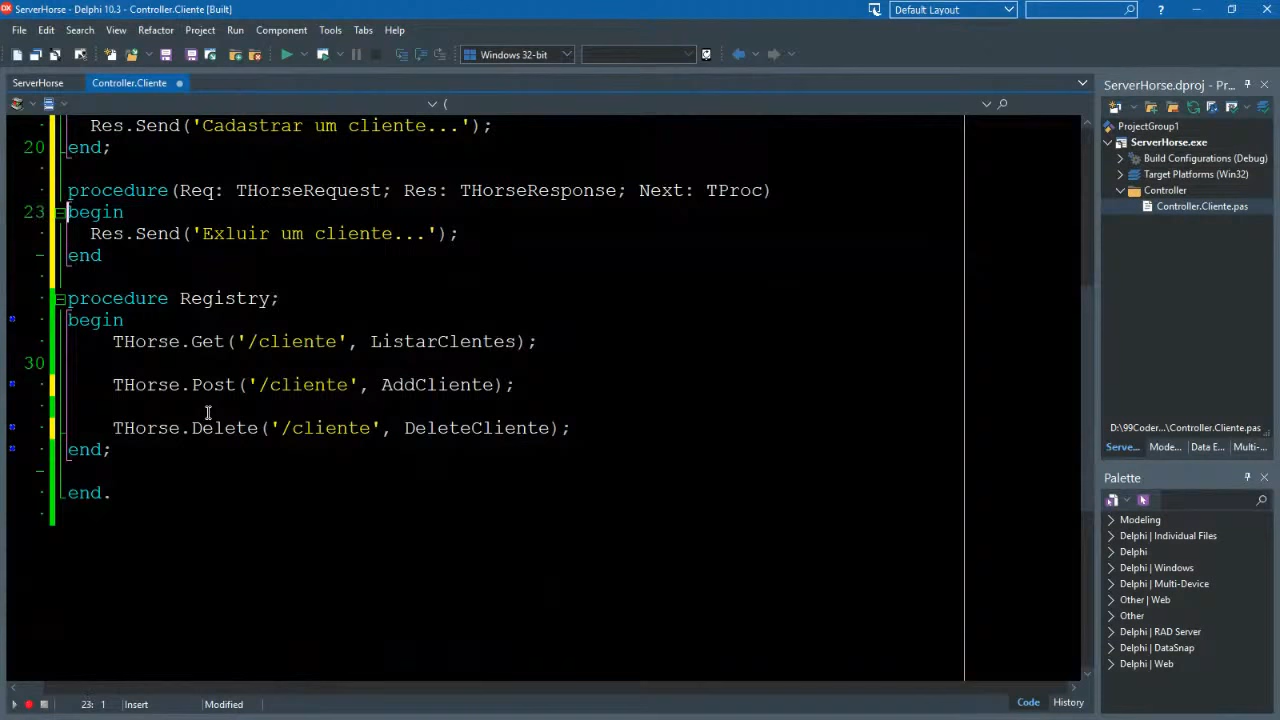 ServerHorse - Delphi 10.3 - Controller.Cliente [Built]
Default Layout
File Edit Search View Refactor Project Run Component Tools Tabs Help
Windows 32-bit
ServerHorse Controller.Cliente
(
Res.Send('Cadastrar um cliente...');
20 end;
procedure(Req: THorseRequest; Res: THorseResponse; Next: TProc)
23 begin
Res.Send('Exluir um cliente...');
end
procedure Registry;
begin
THorse.Get('/cliente', ListarClentes);
30
THorse.Post('/cliente', AddCliente);
THorse.Delete('/cliente', DeleteCliente);
end;
end.
23: 1 Insert Modified
Code History
ServerHorse.dproj - Pr...
ProjectGroup1
ServerHorse.exe
Build Configurations (Debug)
Target Platforms (Win32)
Controller
Controller.Cliente.pas
D:\99Coder...\Controller.Cliente.pas
Serve... Mode... Data E... Multi-...
Palette
Modeling
Delphi | Individual Files
Delphi
Delphi | Windows
Delphi | Multi-Device
Other | Web
Other
Delphi | RAD Server
Delphi | DataSnap
Delphi | Web